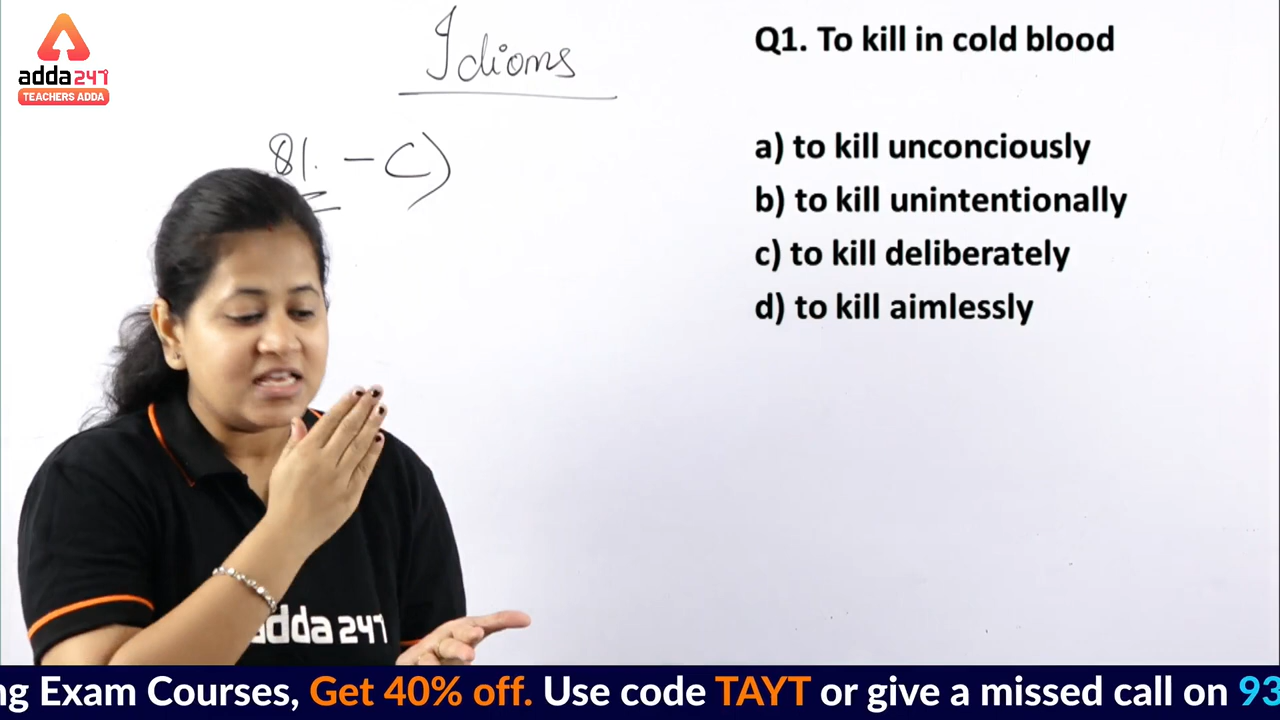 adda247
TEACHERS ADDA
Idioms
81. - C)
Q1. To kill in cold blood
a) to kill unconciously
b) to kill unintentionally
c) to kill deliberately
d) to kill aimlessly
adda 247
ng Exam Courses, Get 40% off. Use code TAYT or give a missed call on 93